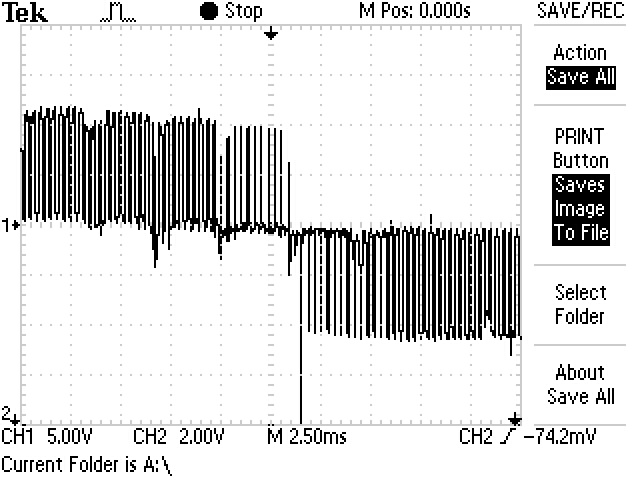 Tek Stop M Pos: 0.000s SAVE/REC
Action
Save All
PRINT
Button
Saves
Image
To File
1
Select
Folder
About
Save All
2
CH1 5.00V CH2 2.00V M 2.50ms CH2 -74.2mV
Current Folder is A:\